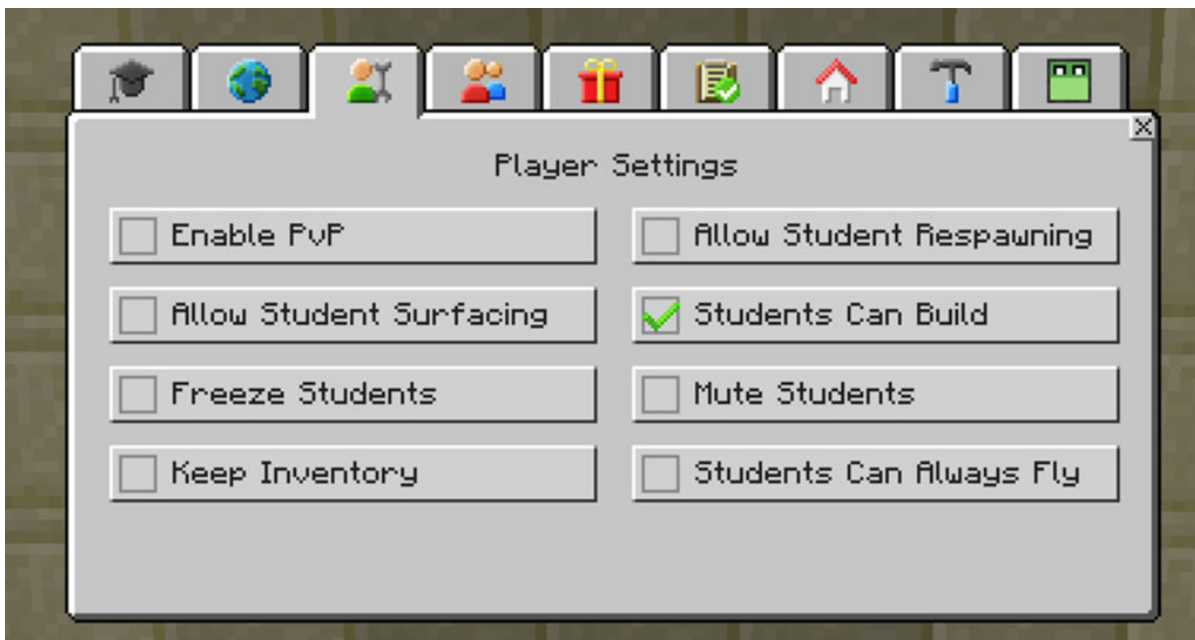 Player Settings
Enable PvP
Allow Student Respawning
Allow Student Surfacing
Students Can Build
Freeze Students
Mute Students
Keep Inventory
Students Can Always Fly